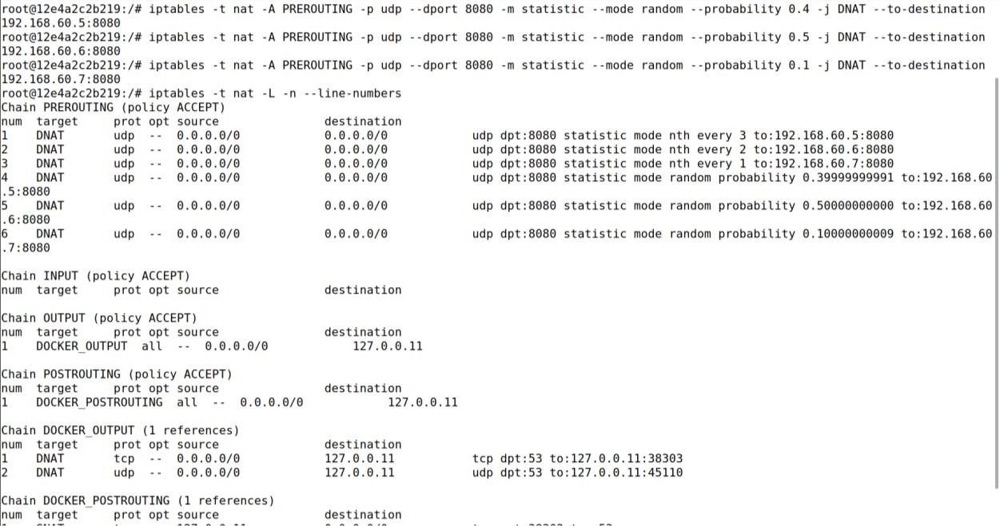 root@12e4a2c2b219:/# iptables -t nat -A PREROUTING -p udp --dport 8080 -m statistic --mode random --probability 0.4 -j DNAT --to-destination
192.168.60.5:8080
root@12e4a2c2b219:/# iptables -t nat -A PREROUTING -p udp --dport 8080 -m statistic --mode random --probability 0.5 -j DNAT --to-destination
192.168.60.6:8080
root@12e4a2c2b219:/# iptables -t nat -A PREROUTING -p udp --dport 8080 -m statistic --mode random --probability 0.1 -j DNAT --to-destination
192.168.60.7:8080
root@12e4a2c2b219:/# iptables -t nat -L -n --line-numbers
Chain PREROUTING (policy ACCEPT)
num  target     prot opt source               destination
1    DNAT       udp  --  0.0.0.0/0            0.0.0.0/0            udp dpt:8080 statistic mode nth every 3 to:192.168.60.5:8080
2    DNAT       udp  --  0.0.0.0/0            0.0.0.0/0            udp dpt:8080 statistic mode nth every 2 to:192.168.60.6:8080
3    DNAT       udp  --  0.0.0.0/0            0.0.0.0/0            udp dpt:8080 statistic mode nth every 1 to:192.168.60.7:8080
4    DNAT       udp  --  0.0.0.0/0            0.0.0.0/0            udp dpt:8080 statistic mode random probability 0.39999999991 to:192.168.60
.5:8080
5    DNAT       udp  --  0.0.0.0/0            0.0.0.0/0            udp dpt:8080 statistic mode random probability 0.50000000000 to:192.168.60
.6:8080
6    DNAT       udp  --  0.0.0.0/0            0.0.0.0/0            udp dpt:8080 statistic mode random probability 0.10000000009 to:192.168.60
.7:8080
Chain INPUT (policy ACCEPT)
num  target     prot opt source               destination
Chain OUTPUT (policy ACCEPT)
num  target     prot opt source               destination
1    DOCKER_OUTPUT  all  --  0.0.0.0/0            127.0.0.11
Chain POSTROUTING (policy ACCEPT)
num  target     prot opt source               destination
1    DOCKER_POSTROUTING  all  --  0.0.0.0/0            127.0.0.11
Chain DOCKER_OUTPUT (1 references)
num  target     prot opt source               destination
1    DNAT       tcp  --  0.0.0.0/0            127.0.0.11           tcp dpt:53 to:127.0.0.11:38303
2    DNAT       udp  --  0.0.0.0/0            127.0.0.11           udp dpt:53 to:127.0.0.11:45110
Chain DOCKER_POSTROUTING (1 references)
num  target     prot opt source               destination